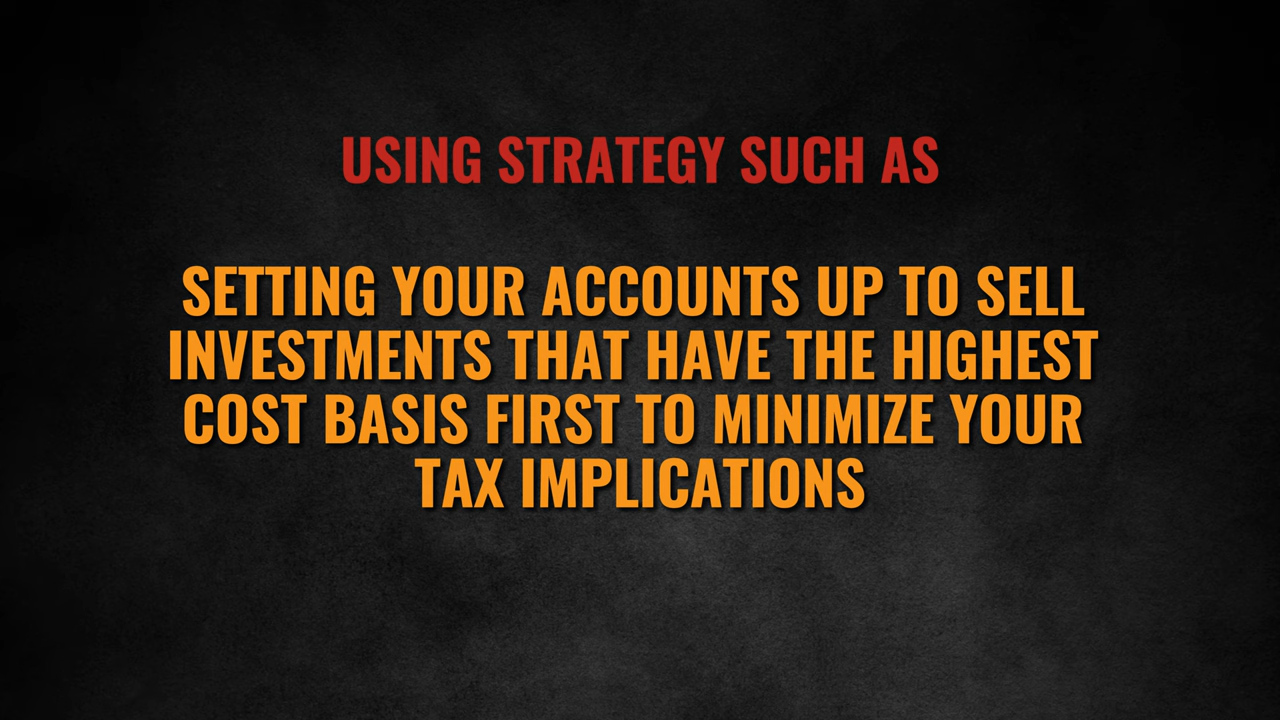 USING STRATEGY SUCH AS
SETTING YOUR ACCOUNTS UP TO SELL
INVESTMENTS THAT HAVE THE HIGHEST
COST BASIS FIRST TO MINIMIZE YOUR
TAX IMPLICATIONS